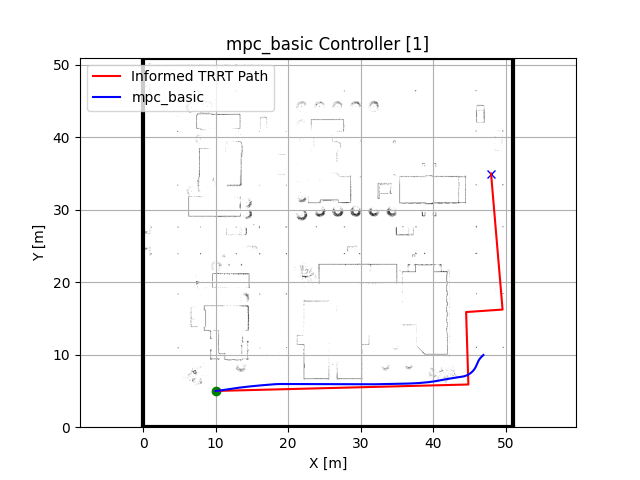 mpc_basic Controller [1]
Informed TRRT Path
mpc_basic
50
40
30
20
10
0
Y [m]
0 10 20 30 40 50
X [m]